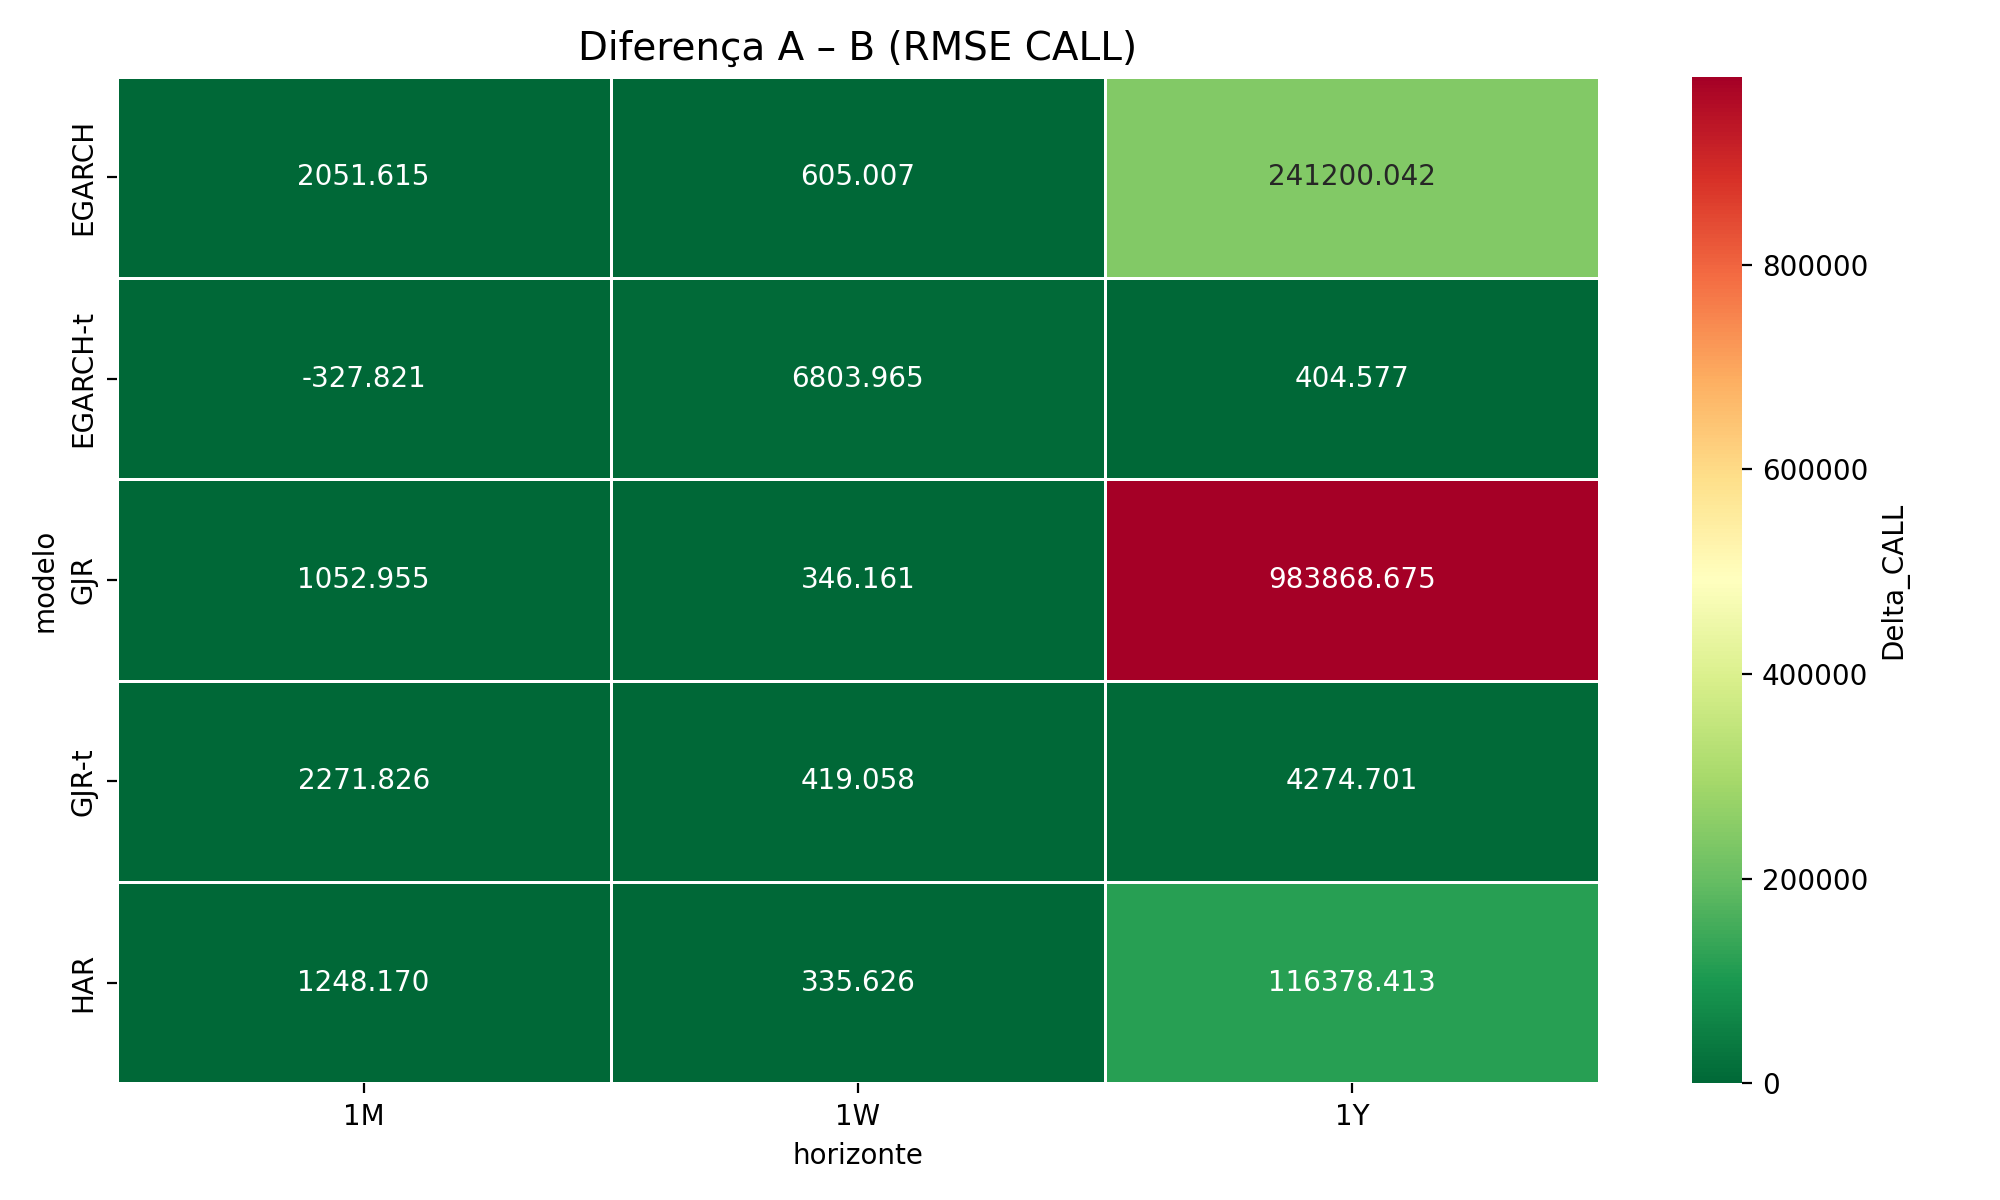 Diferença A – B (RMSE CALL)
EGARCH 2051.615 605.007 241200.042
EGARCH-t -327.821 6803.965 404.577
GJR 1052.955 346.161 983868.675
GJR-t 2271.826 419.058 4274.701
HAR 1248.170 335.626 116378.413
modelo
1M 1W 1Y
horizonte
800000
600000
400000
200000
0
Delta_CALL